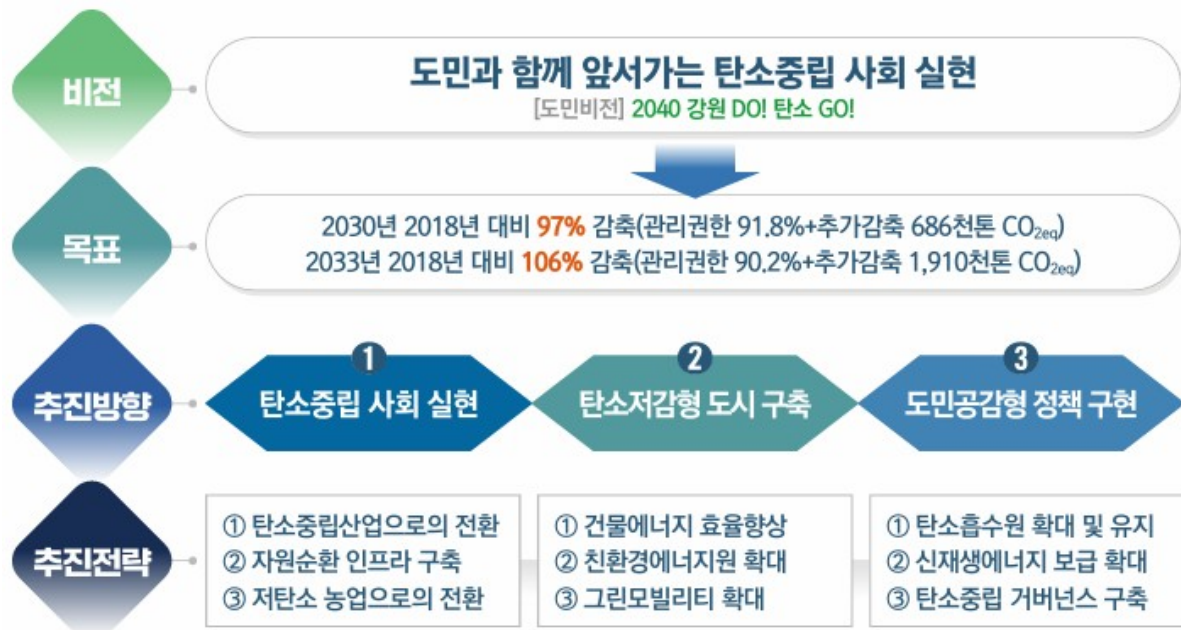 비전
도민과 함께 앞서가는 탄소중립 사회 실현
[도민비전] 2040 강원 DO! 탄소 GO!
목표
2030년 2018년 대비 97% 감축(관리권한 91.8%+추가감축 686천톤 CO2eq)
2033년 2018년 대비 106% 감축(관리권한 90.2%+추가감축 1,910천톤 CO2eq)
추진방향
1
탄소중립 사회 실현
2
탄소저감형 도시 구축
3
도민공감형 정책 구현
추진전략
① 탄소중립산업으로의 전환
② 자원순환 인프라 구축
③ 저탄소 농업으로의 전환
① 건물에너지 효율향상
② 친환경에너지원 확대
③ 그린모빌리티 확대
① 탄소흡수원 확대 및 유지
② 신재생에너지 보급 확대
③ 탄소중립 거버넌스 구축